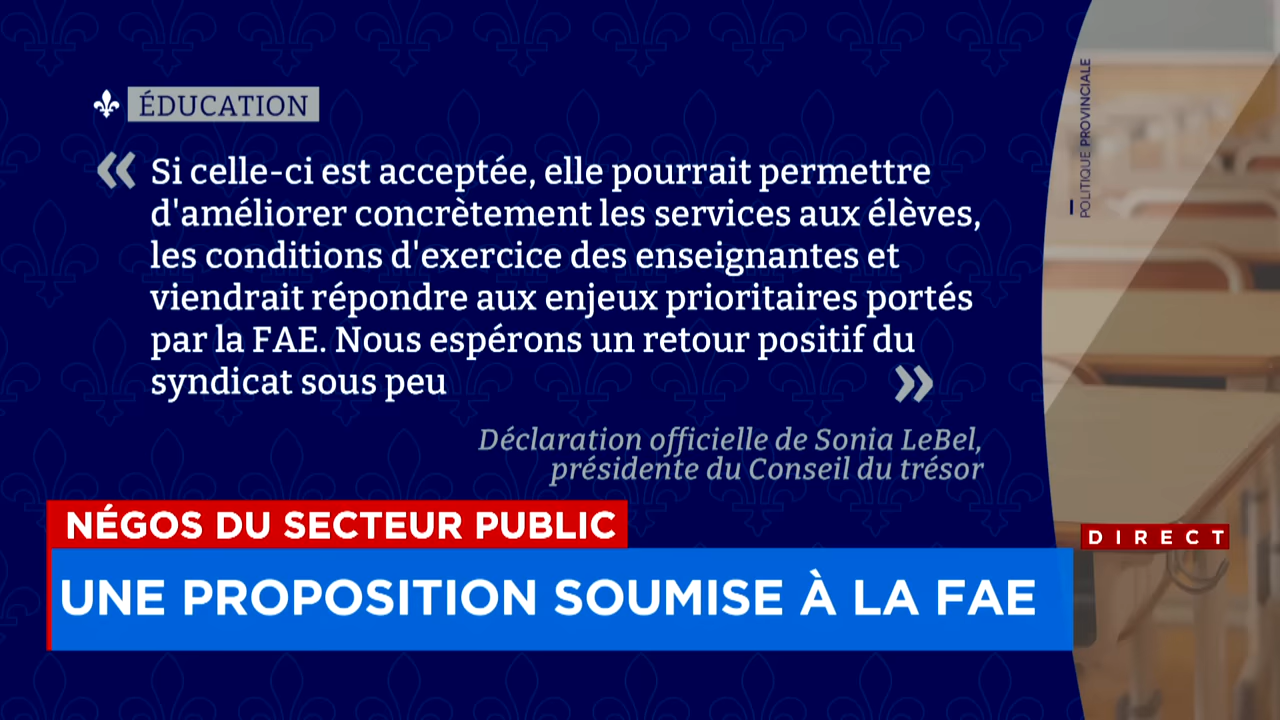 ÉDUCATION
« Si celle-ci est acceptée, elle pourrait permettre
d'améliorer concrètement les services aux élèves,
les conditions d'exercice des enseignantes et
viendrait répondre aux enjeux prioritaires portés
par la FAE. Nous espérons un retour positif du
syndicat sous peu »
Déclaration officielle de Sonia LeBel,
présidente du Conseil du trésor
POLITIQUE PROVINCIALE
NÉGOS DU SECTEUR PUBLIC
DIRECT
UNE PROPOSITION SOUMISE À LA FAE